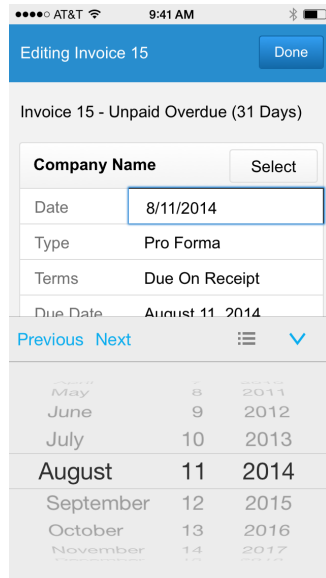 AT&T 9:41 AM
Editing Invoice 15 Done
Invoice 15 - Unpaid Overdue (31 Days)
Company Name Select
Date 8/11/2014
Type Pro Forma
Terms Due On Receipt
Due Date August 11, 2014
Previous Next
May 8 2011
June 9 2012
July 10 2013
August 11 2014
September 12 2015
October 13 2016
November 14 2017